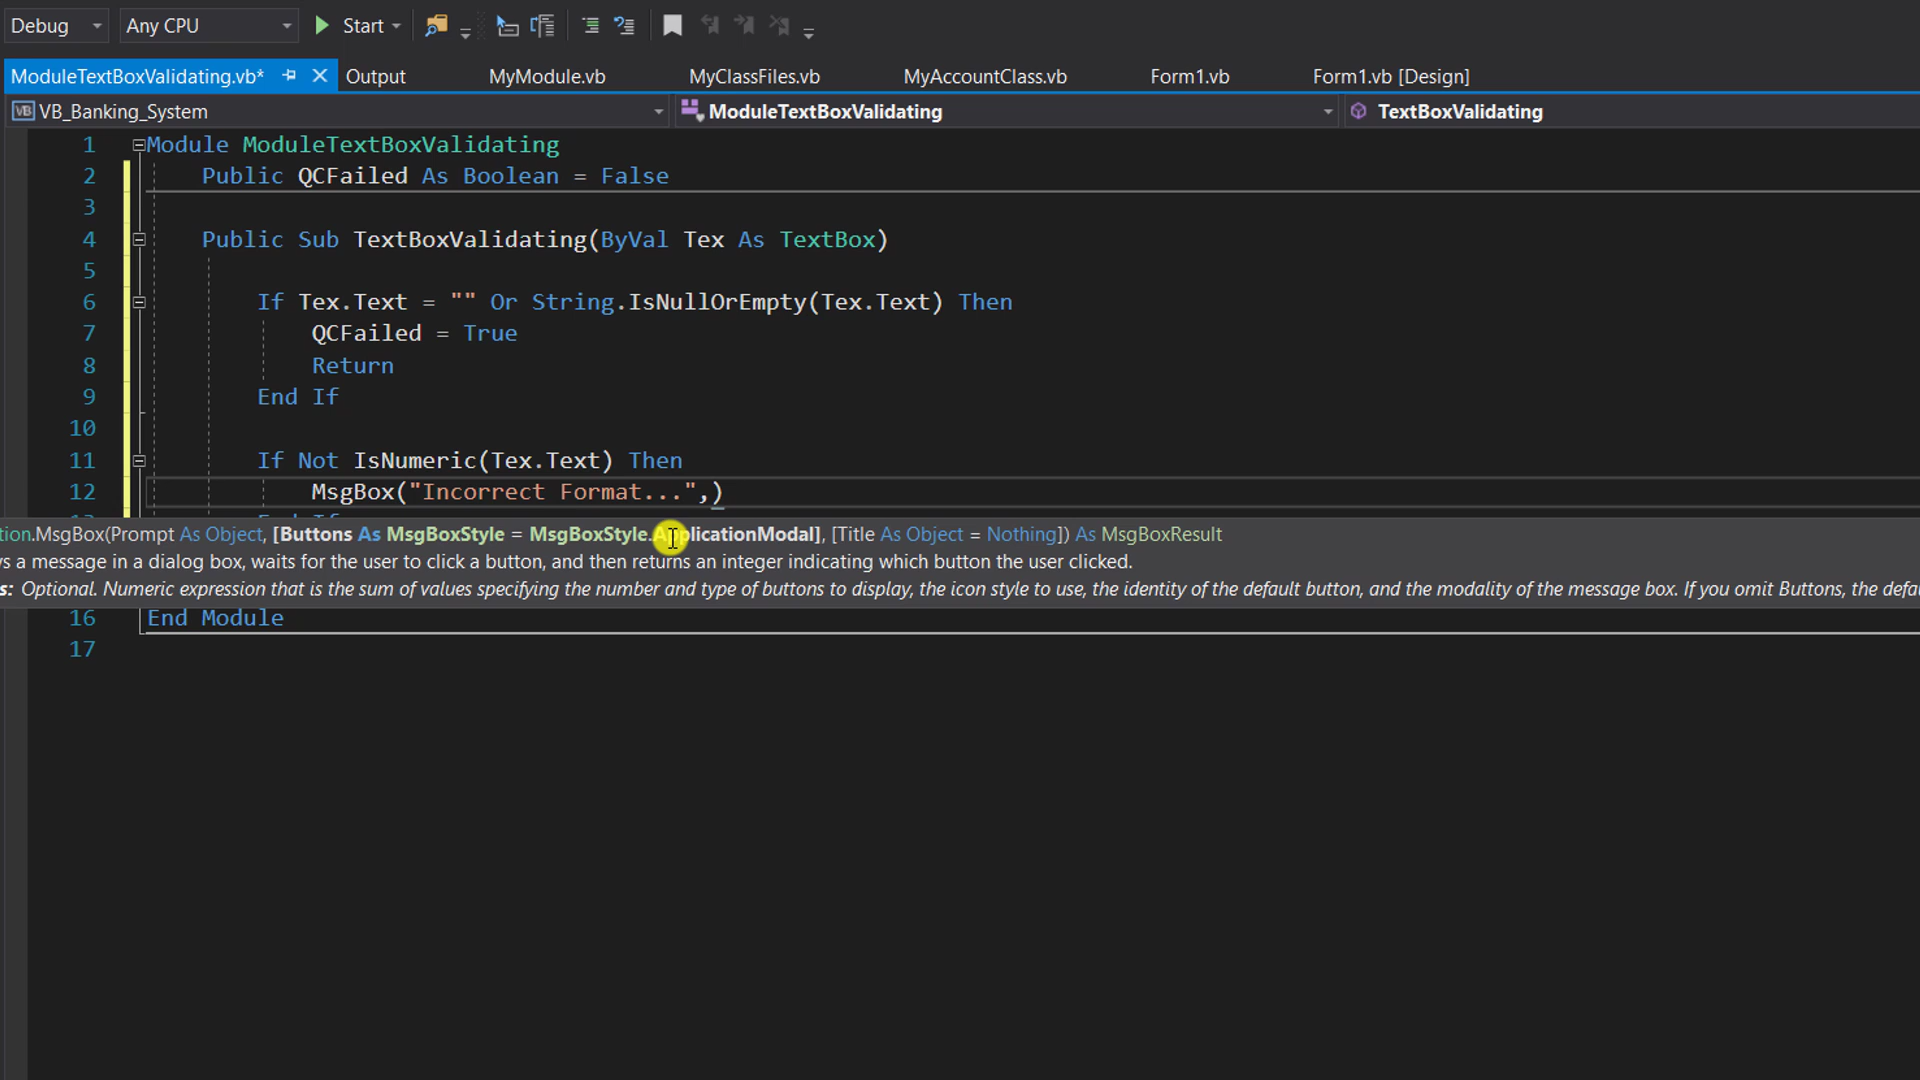 Debug Any CPU Start
ModuleTextBoxValidating.vb* Output MyModule.vb MyClassFiles.vb MyAccountClass.vb Form1.vb Form1.vb [Design]
VB VB_Banking_System ModuleTextBoxValidating TextBoxValidating
1 Module ModuleTextBoxValidating
2 Public QCFailed As Boolean = False
3
4 Public Sub TextBoxValidating(ByVal Tex As TextBox)
5
6 If Tex.Text = "" Or String.IsNullOrEmpty(Tex.Text) Then
7 QCFailed = True
8 Return
9 End If
10
11 If Not IsNumeric(Tex.Text) Then
12 MsgBox("Incorrect Format...",)
End If
tion.MsgBox(Prompt As Object, [Buttons As MsgBoxStyle = MsgBoxStyle.ApplicationModal], [Title As Object = Nothing]) As MsgBoxResult
s a message in a dialog box, waits for the user to click a button, and then returns an integer indicating which button the user clicked.
s: Optional. Numeric expression that is the sum of values specifying the number and type of buttons to display, the icon style to use, the identity of the default button, and the modality of the message box. If you omit Buttons, the defau
16 End Module
17